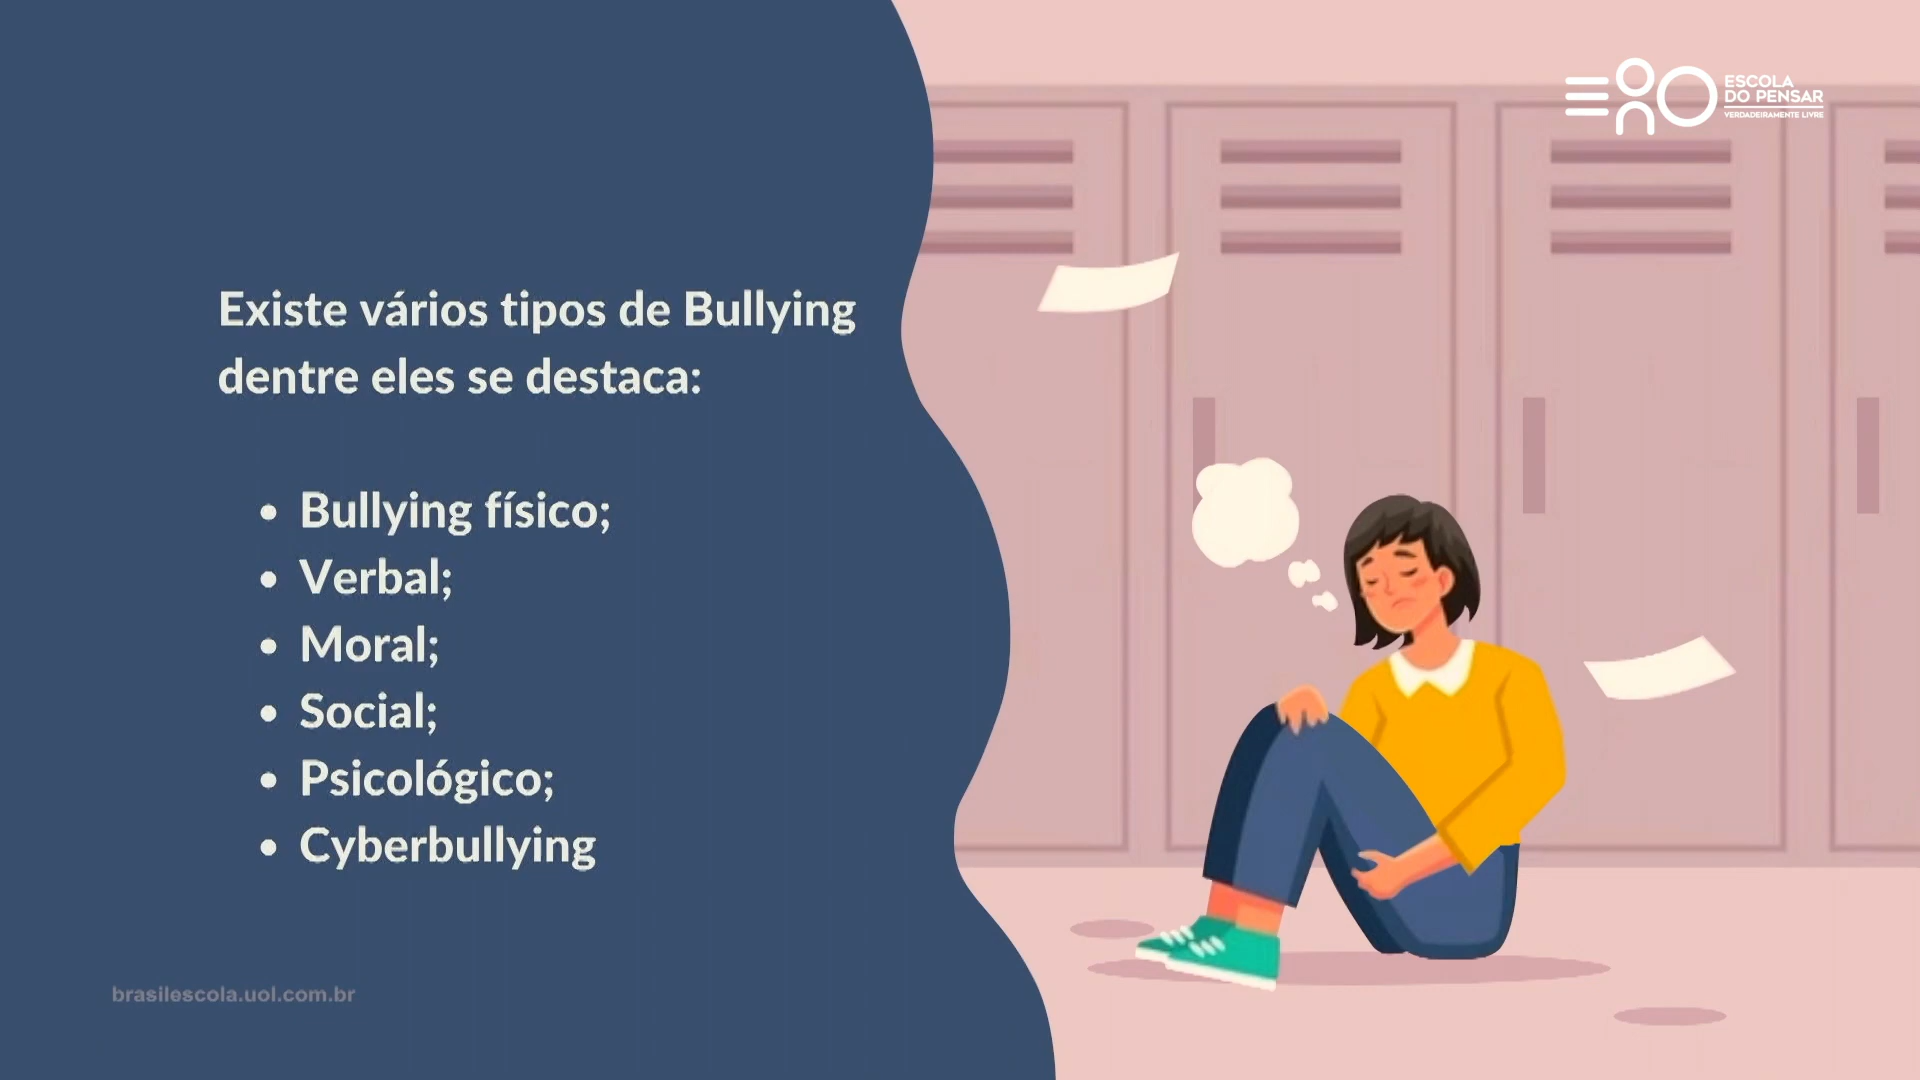 ESCOLA
DO PENSAR
VERDADEIRAMENTE LIVRE
Existe vários tipos de Bullying
dentre eles se destaca:
• Bullying físico;
• Verbal;
• Moral;
• Social;
• Psicológico;
• Cyberbullying
brasilescola.uol.com.br